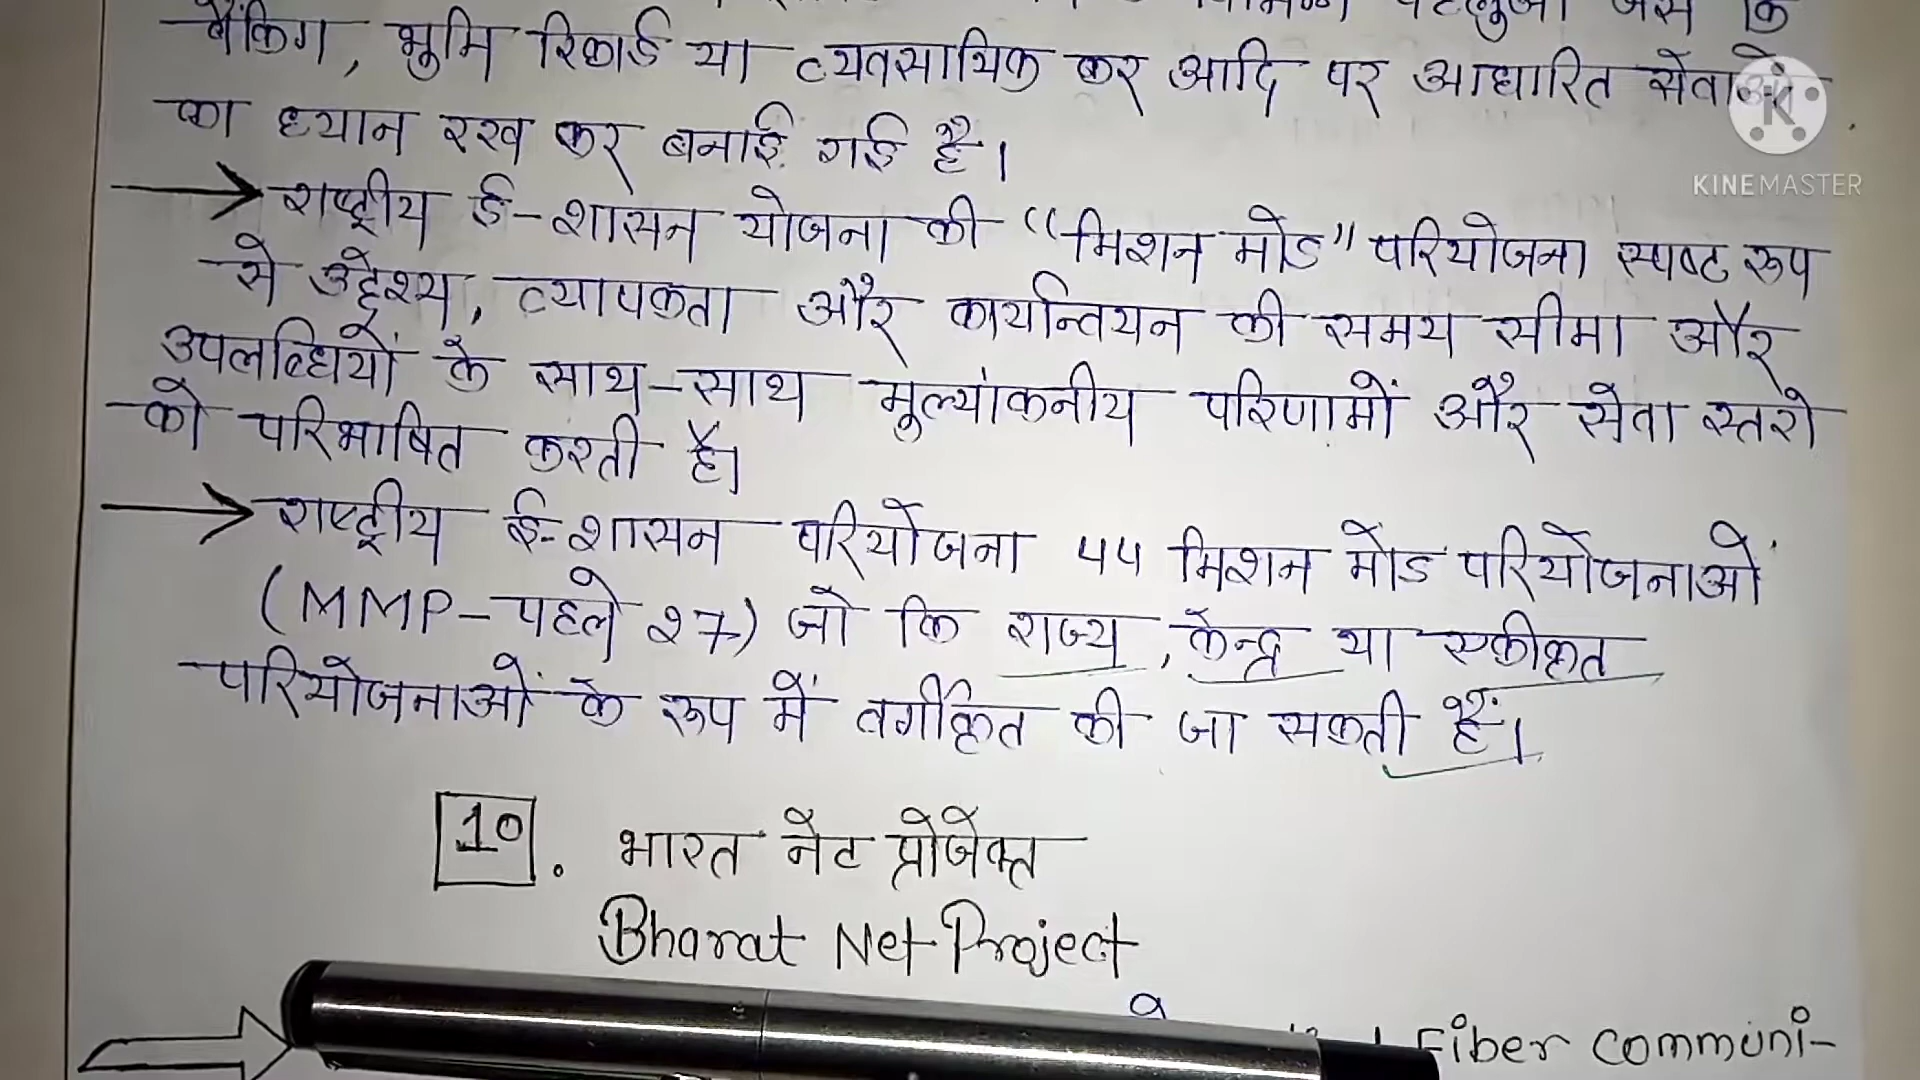 जैसे कि
बैंकिग, भुमि रिकार्ड या व्यवसायिक कर आदि पर आधारित सेवाओं
का ध्यान रख कर बनाई गई है।
→ राष्ट्रीय ई-शासन योजना की “मिशन मोड” परियोजना स्पष्ट रूप
से उद्देश्य, व्यापकता और कार्यान्वियन की समय सीमा और
उपलब्धियों के साथ-साथ मुल्यांकनीय परिणामों और सेवा स्तरो
को परिभाषित करती है।
→ राष्ट्रीय ई-शासन परियोजना 44 मिशन मोड परियोजनाओं
(MMP-पहले 27) जो कि राज्य, केन्द्र या एकीकृत
परियोजनाओं के रूप में वर्गीकृत की जा सकती हैं।
10. भारत नेट प्रोजेक्ट
Bharat Net Project
Fiber Communi-
K
KINEMASTER